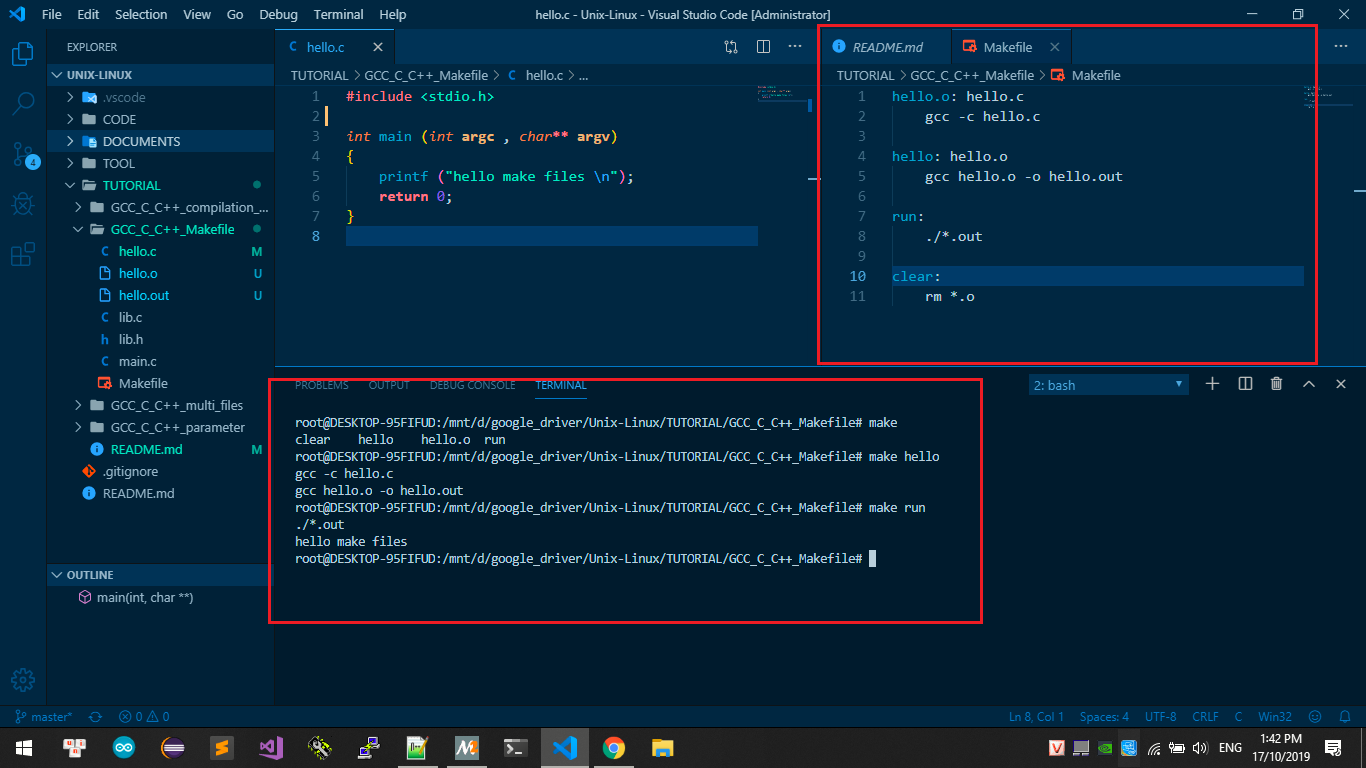 File Edit Selection View Go Debug Terminal Help
hello.c - Unix-Linux - Visual Studio Code [Administrator]
EXPLORER
UNIX-LINUX
.vscode
CODE
DOCUMENTS
TOOL
TUTORIAL
GCC_C_C++_compilation_...
GCC_C_C++_Makefile
hello.c M
hello.o U
hello.out U
lib.c
lib.h
main.c
Makefile
GCC_C_C++_multi_files
GCC_C_C++_parameter
README.md M
.gitignore
README.md
4
OUTLINE
main(int, char **)
hello.c
TUTORIAL > GCC_C_C++_Makefile > C hello.c > ...
1 #include <stdio.h>
2
3 int main (int argc , char** argv)
4 {
5 printf ("hello make files \n");
6 return 0;
7 }
8
README.md Makefile
TUTORIAL > GCC_C_C++_Makefile > Makefile
1 hello.o: hello.c
2 gcc -c hello.c
3
4 hello: hello.o
5 gcc hello.o -o hello.out
6
7 run:
8 ./*.out
9
10 clear:
11 rm *.o
PROBLEMS OUTPUT DEBUG CONSOLE TERMINAL
2: bash
root@DESKTOP-95FIFUD:/mnt/d/google_driver/Unix-Linux/TUTORIAL/GCC_C_C++_Makefile# make
clear hello hello.o run
root@DESKTOP-95FIFUD:/mnt/d/google_driver/Unix-Linux/TUTORIAL/GCC_C_C++_Makefile# make hello
gcc -c hello.c
gcc hello.o -o hello.out
root@DESKTOP-95FIFUD:/mnt/d/google_driver/Unix-Linux/TUTORIAL/GCC_C_C++_Makefile# make run
./*.out
hello make files
root@DESKTOP-95FIFUD:/mnt/d/google_driver/Unix-Linux/TUTORIAL/GCC_C_C++_Makefile#
master* 0 0
Ln 8, Col 1 Spaces: 4 UTF-8 CRLF C Win32
ENG
1:42 PM
17/10/2019